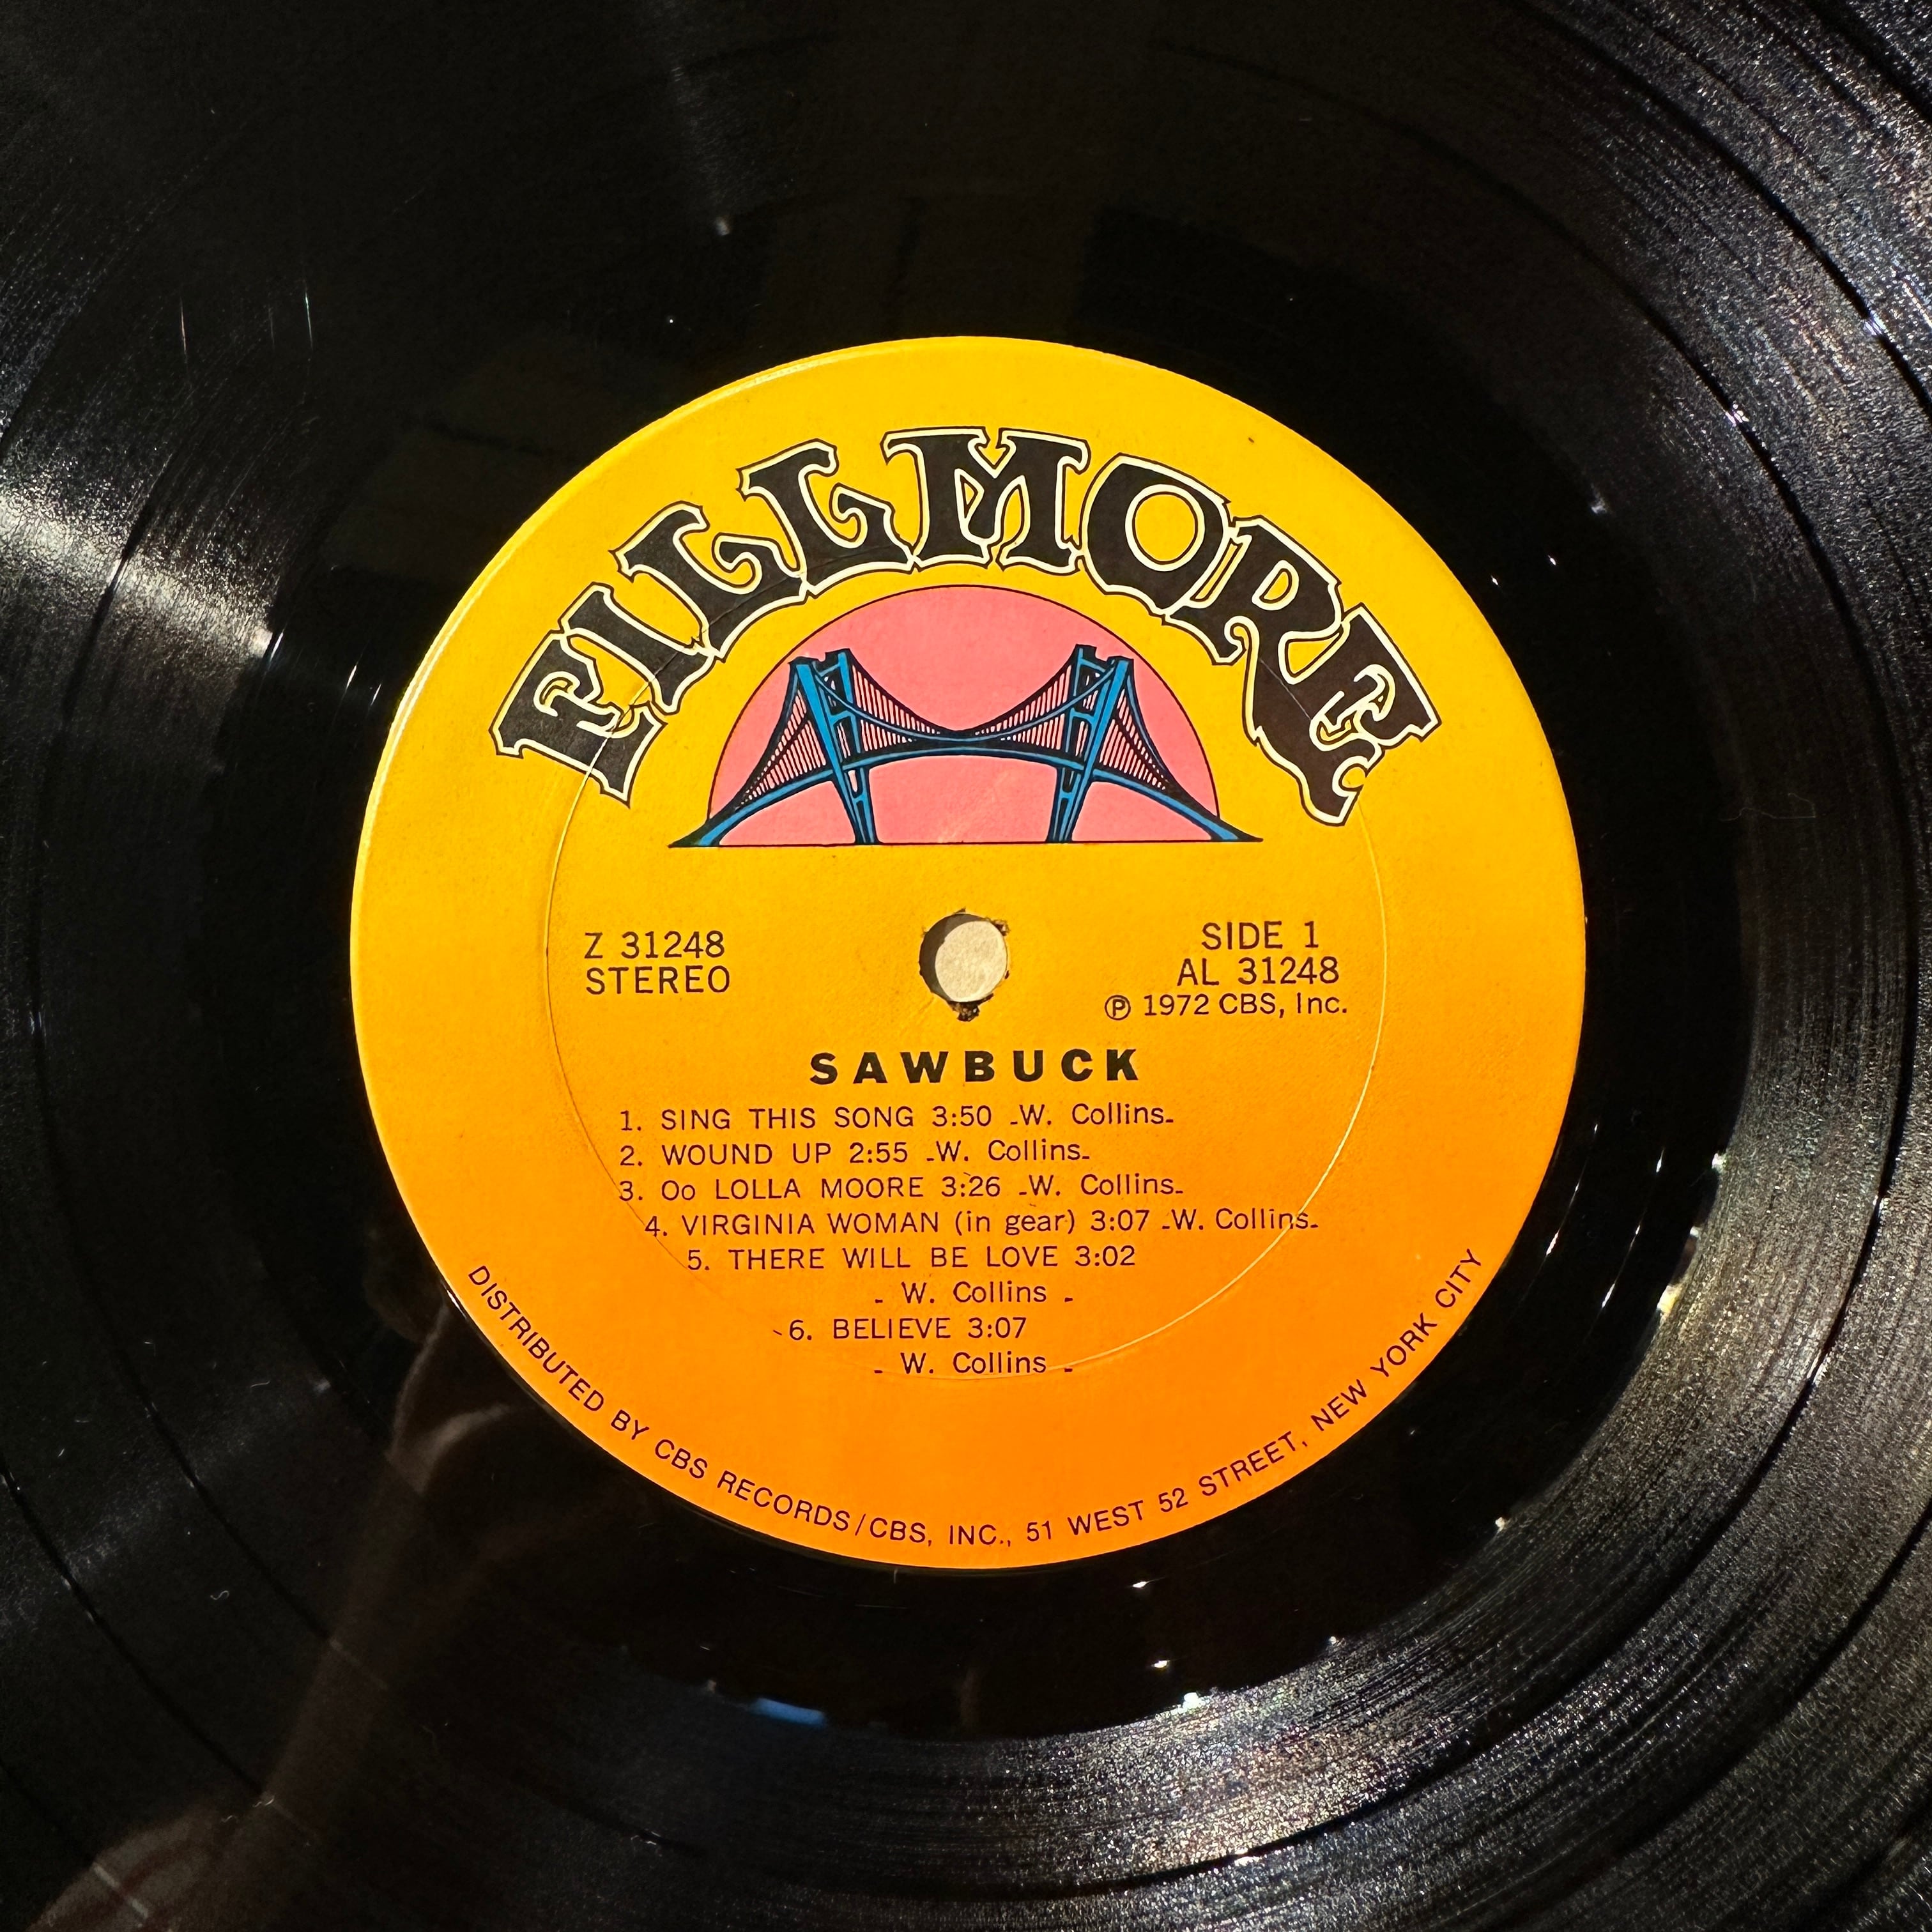 FILLMORE
Z 31248
STEREO
SIDE 1
AL 31248
℗ 1972 CBS, Inc.
SAWBUCK
1. SING THIS SONG 3:50 -W. Collins-
2. WOUND UP 2:55 -W. Collins-
3. Oo LOLLA MOORE 3:26 -W. Collins-
4. VIRGINIA WOMAN (in gear) 3:07 -W. Collins-
5. THERE WILL BE LOVE 3:02
- W. Collins -
6. BELIEVE 3:07
- W. Collins -
DISTRIBUTED BY CBS RECORDS/CBS, INC., 51 WEST 52 STREET, NEW YORK CITY